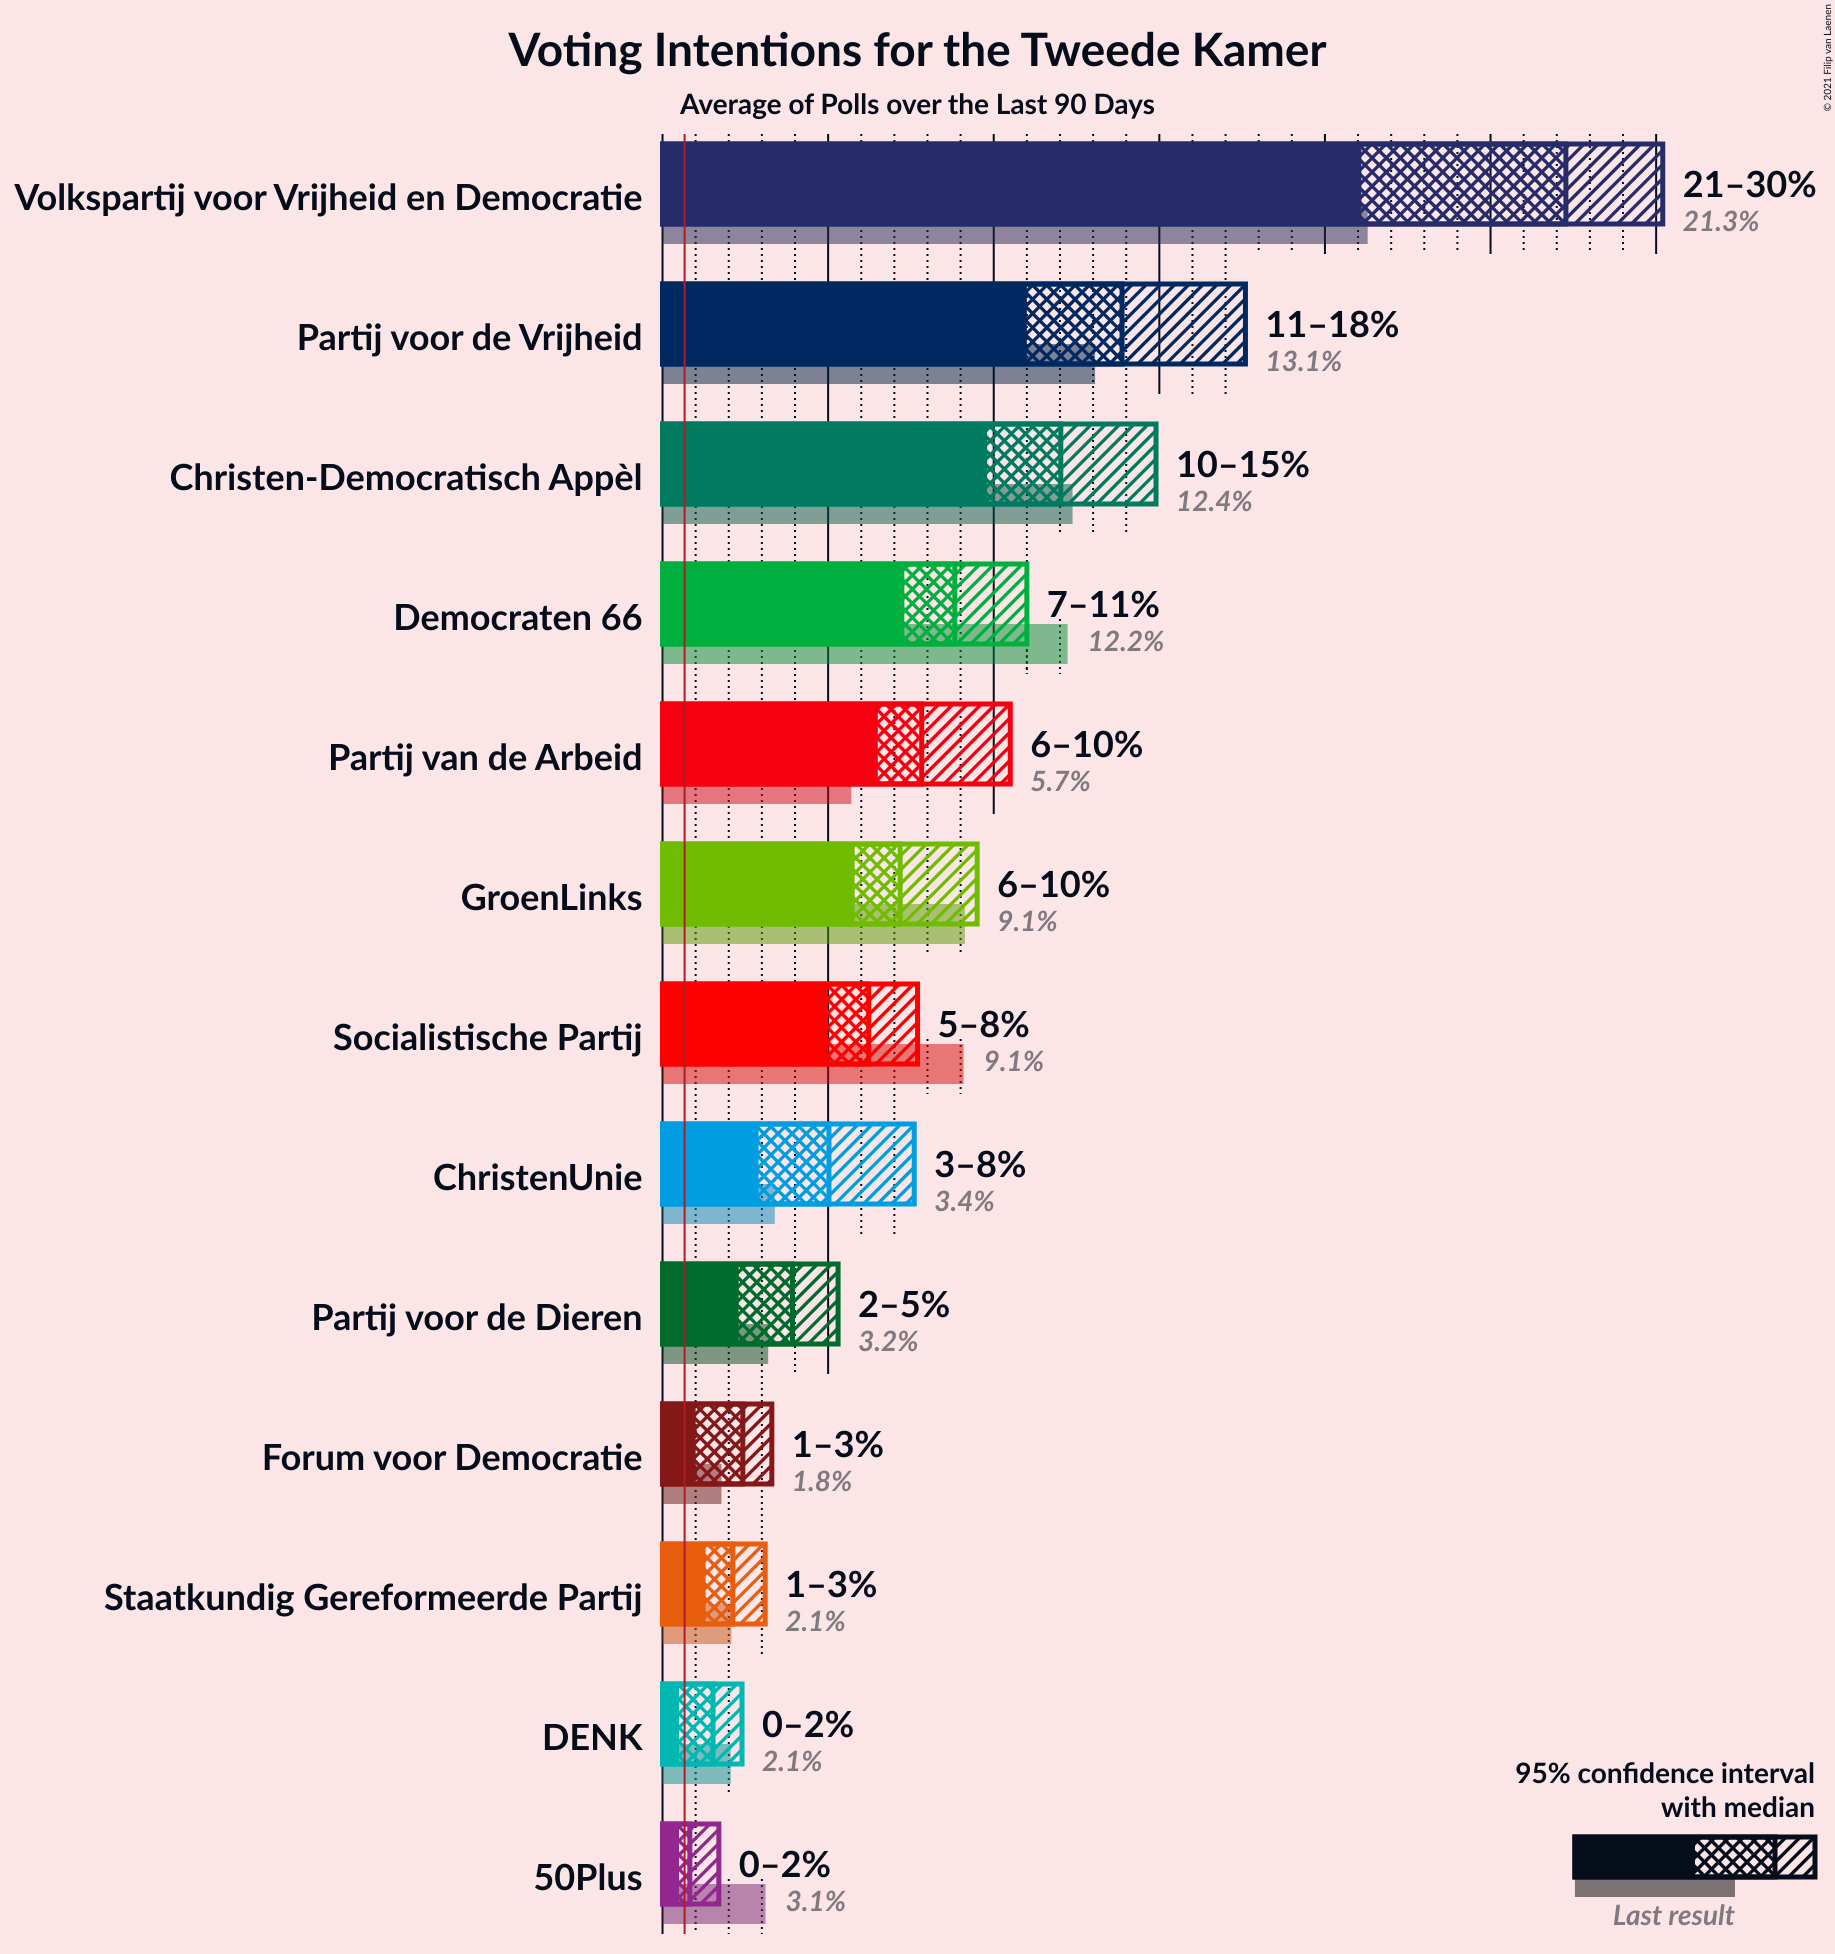 © 2021 Filip van Laenen
Voting Intentions for the Tweede Kamer
Average of Polls over the Last 90 Days
Volkspartij voor Vrijheid en Democratie
21–30%
21.3%
Partij voor de Vrijheid
11–18%
13.1%
Christen-Democratisch Appèl
10–15%
12.4%
Democraten 66
7–11%
12.2%
Partij van de Arbeid
6–10%
5.7%
GroenLinks
6–10%
9.1%
Socialistische Partij
5–8%
9.1%
ChristenUnie
3–8%
3.4%
Partij voor de Dieren
2–5%
3.2%
Forum voor Democratie
1–3%
1.8%
Staatkundig Gereformeerde Partij
1–3%
2.1%
DENK
0–2%
2.1%
50Plus
0–2%
3.1%
95% confidence interval
with median
Last result